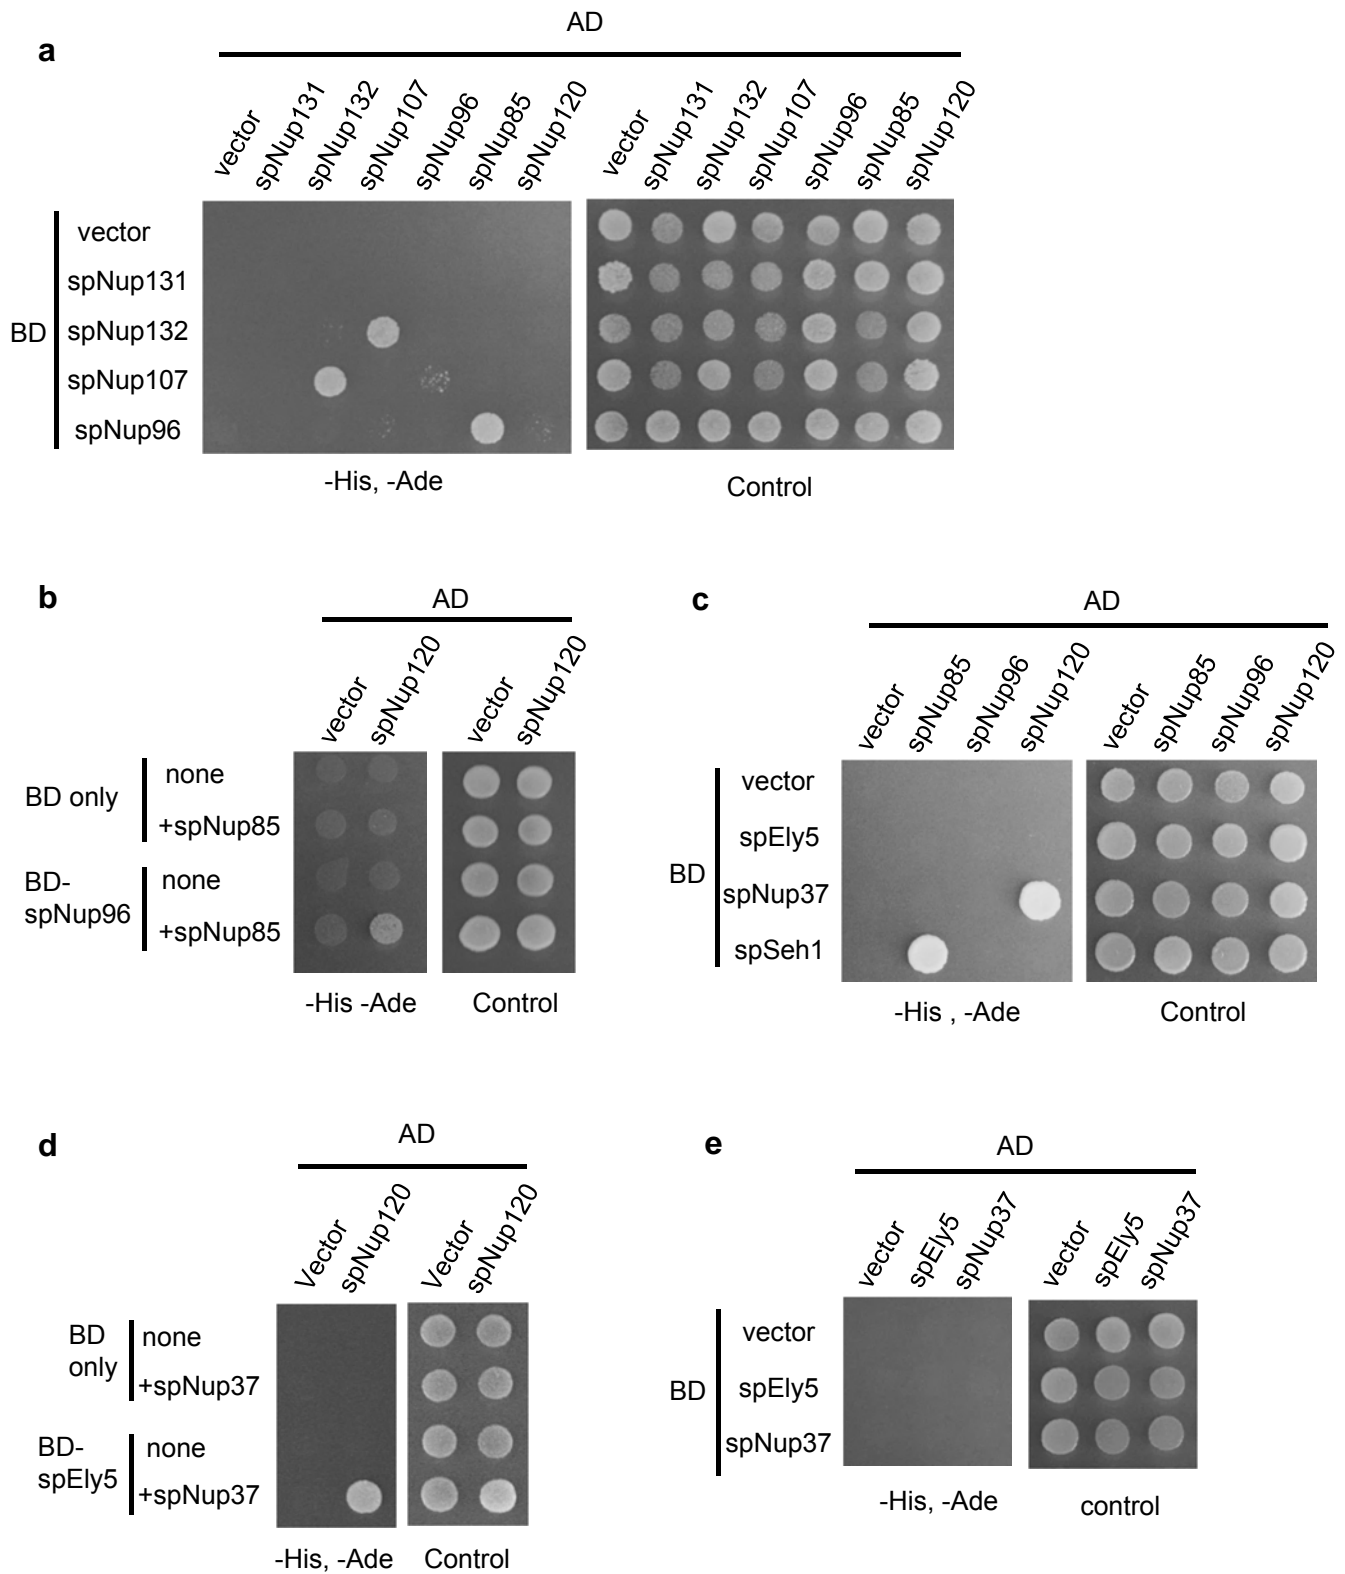 a
AD
vector spNup131 spNup132 spNup107 spNup96 spNup85 spNup120 vector spNup131 spNup132 spNup107 spNup96 spNup85 spNup120
vector
spNup131
BD spNup132
spNup107
spNup96
-His, -Ade Control
b
AD
vector spNup120 vector spNup120
BD only none
+spNup85
BD-
spNup96
none
+spNup85
-His -Ade Control
c
AD
vector spNup85 spNup96 spNup120 vector spNup85 spNup96 spNup120
vector
spEly5
BD
spNup37
spSeh1
-His , -Ade Control
d
AD
Vector spNup120 Vector spNup120
BD
only
none
+spNup37
BD-
spEly5
none
+spNup37
-His, -Ade Control
e
AD
vector spEly5 spNup37 vector spEly5 spNup37
vector
BD spEly5
spNup37
-His, -Ade control